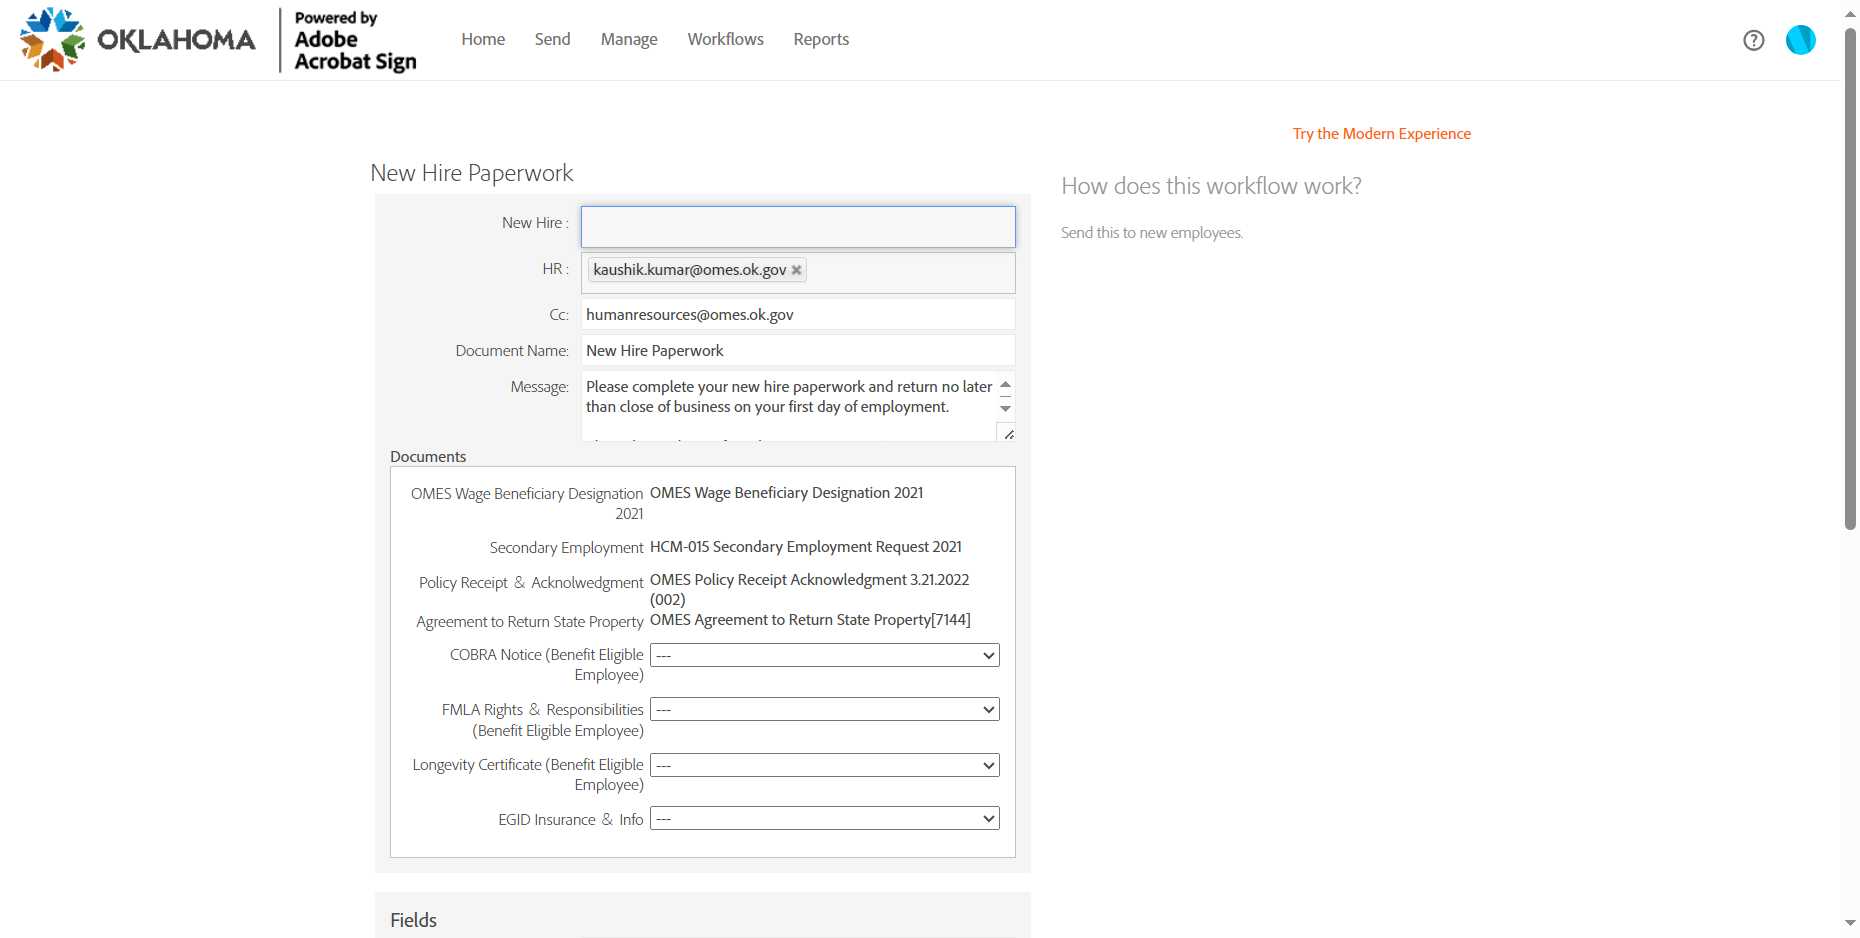 OKLAHOMA
Powered by
Adobe
Acrobat Sign
Home Send Manage Workflows Reports
Try the Modern Experience
New Hire Paperwork
How does this workflow work?
Send this to new employees.
New Hire :
HR : kaushik.kumar@omes.ok.gov
Cc: humanresources@omes.ok.gov
Document Name: New Hire Paperwork
Message: Please complete your new hire paperwork and return no later
than close of business on your first day of employment.
Documents
OMES Wage Beneficiary Designation OMES Wage Beneficiary Designation 2021
2021
Secondary Employment HCM-015 Secondary Employment Request 2021
Policy Receipt & Acknolwedgment OMES Policy Receipt Acknowledgment 3.21.2022
(002)
Agreement to Return State Property OMES Agreement to Return State Property[7144]
COBRA Notice (Benefit Eligible ---
Employee)
FMLA Rights & Responsibilities ---
(Benefit Eligible Employee)
Longevity Certificate (Benefit Eligible ---
Employee)
EGID Insurance & Info ---
Fields